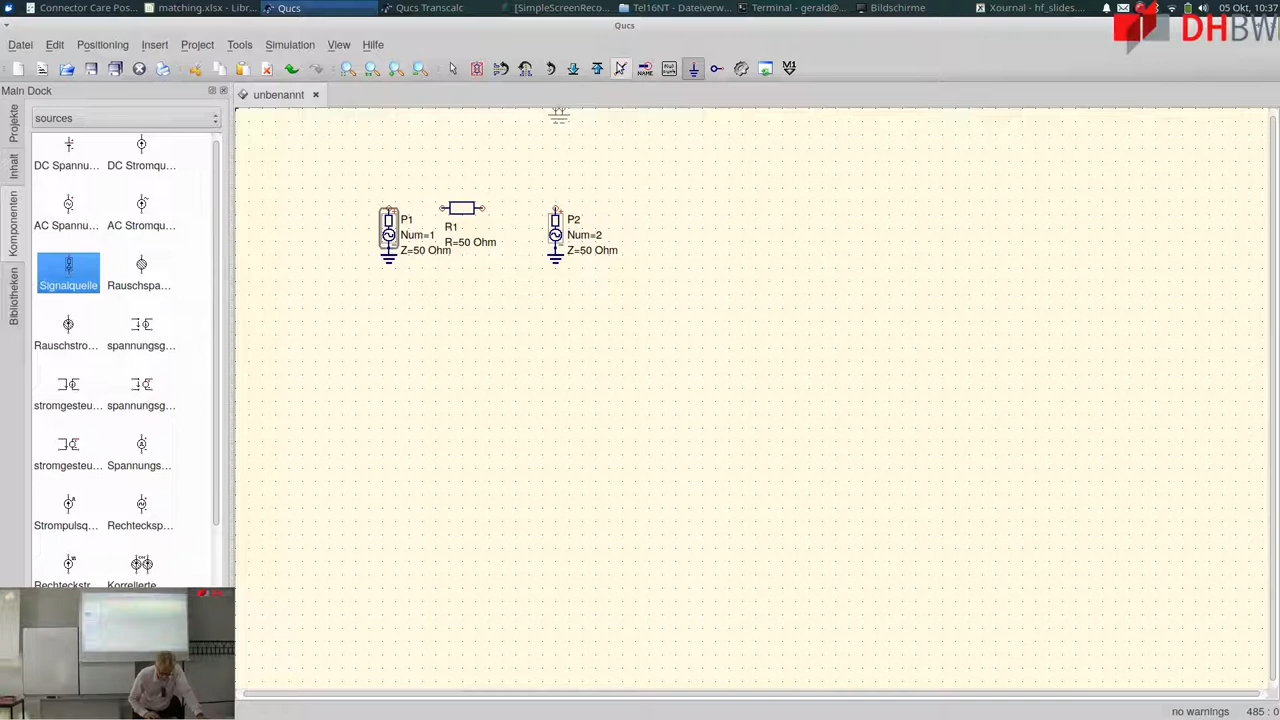 Connector Care Pos...
matching.xlsx - Libr...
Qucs
Qucs Transcalc
[SimpleScreenReco...
Tel16NT - Dateiverw...
Terminal - gerald@...
Bildschirme
Xournal - hf_slides...
05 Okt, 10:37
Qucs
DHBW
Datei Edit Positioning Insert Project Tools Simulation View Hilfe
NAME
M1
Main Dock
unbenannt
Projekte
Inhalt
Komponenten
Bibliotheken
sources
DC Spannu...
DC Stromqu...
AC Spannu...
AC Stromqu...
Signalquelle
Rauschspa...
Rauschstro...
spannungsg...
stromgesteu...
spannungsg...
stromgesteu...
Spannungs...
Strompulsq...
Rechtecksp...
Rechteckstr
Korrelierte
P1
Num=1
Z=50 Ohm
R1
R=50 Ohm
P2
Num=2
Z=50 Ohm
no warnings
485 : 0